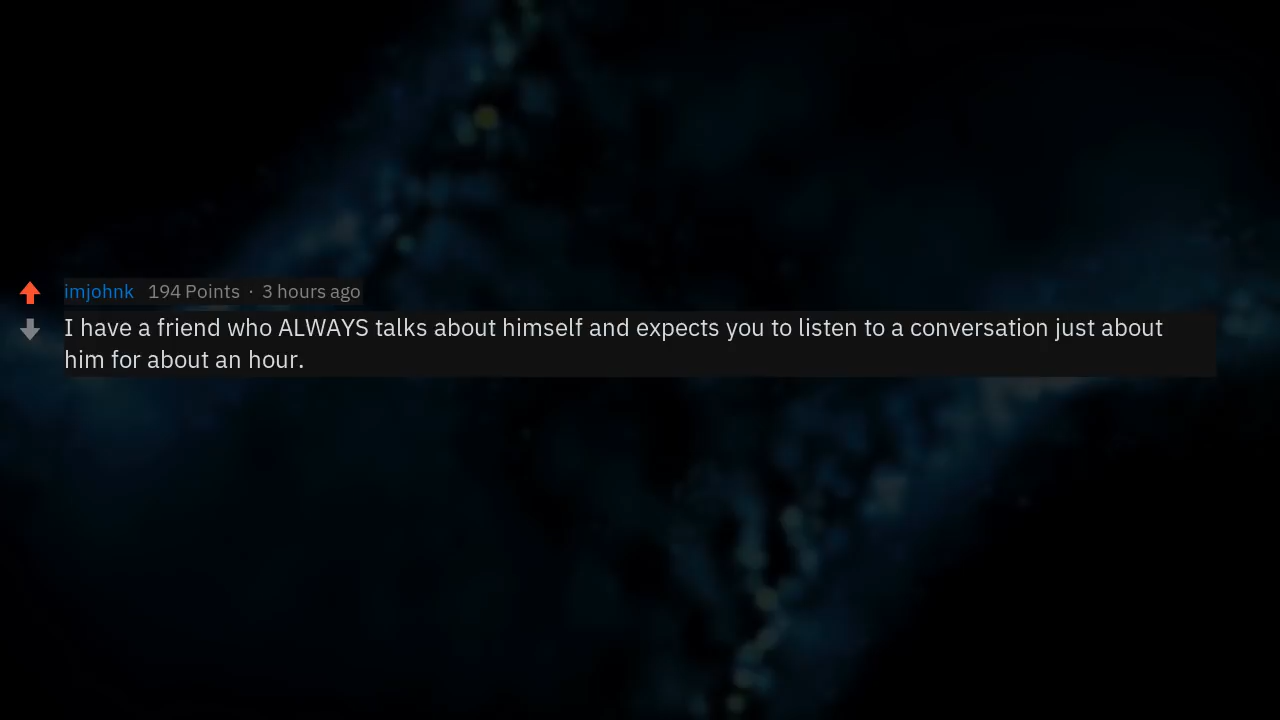 imjohnk 194 Points · 3 hours ago
I have a friend who ALWAYS talks about himself and expects you to listen to a conversation just about
him for about an hour.